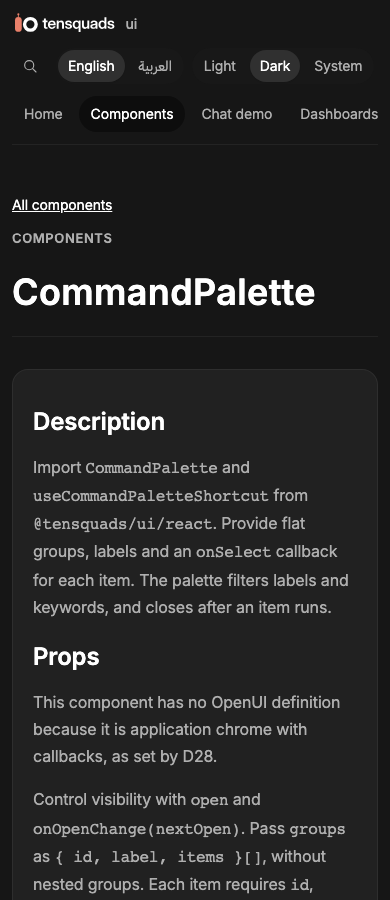 tensquads ui
English العربية Light Dark System
Home Components Chat demo Dashboards
All components
COMPONENTS
CommandPalette
Description
Import CommandPalette and
useCommandPaletteShortcut from
@tensquads/ui/react. Provide flat
groups, labels and an onSelect callback
for each item. The palette filters labels and
keywords, and closes after an item runs.
Props
This component has no OpenUI definition
because it is application chrome with
callbacks, as set by D28.
Control visibility with open and
onOpenChange(nextOpen). Pass groups
as { id, label, items }[], without
nested groups. Each item requires id,